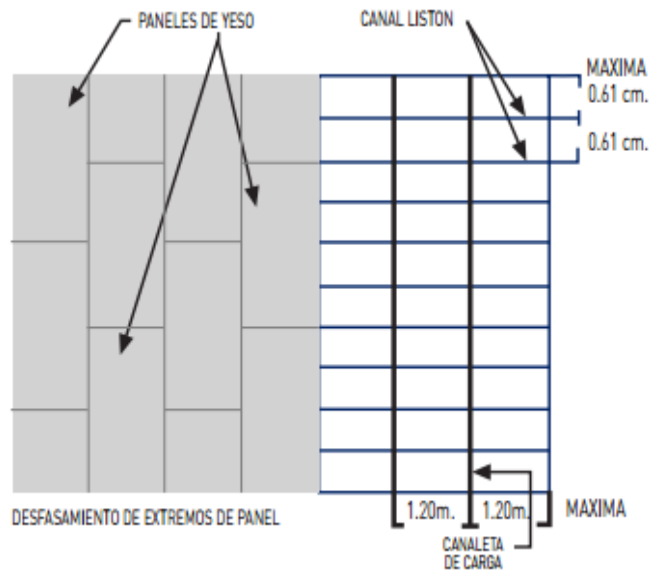 PANELES DE YESO
CANAL LISTON
MAXIMA
0.61 cm.
0.61 cm.
DESFASAMIENTO DE EXTREMOS DE PANEL
1.20m.
1.20m.
MAXIMA
CANALETA
DE CARGA